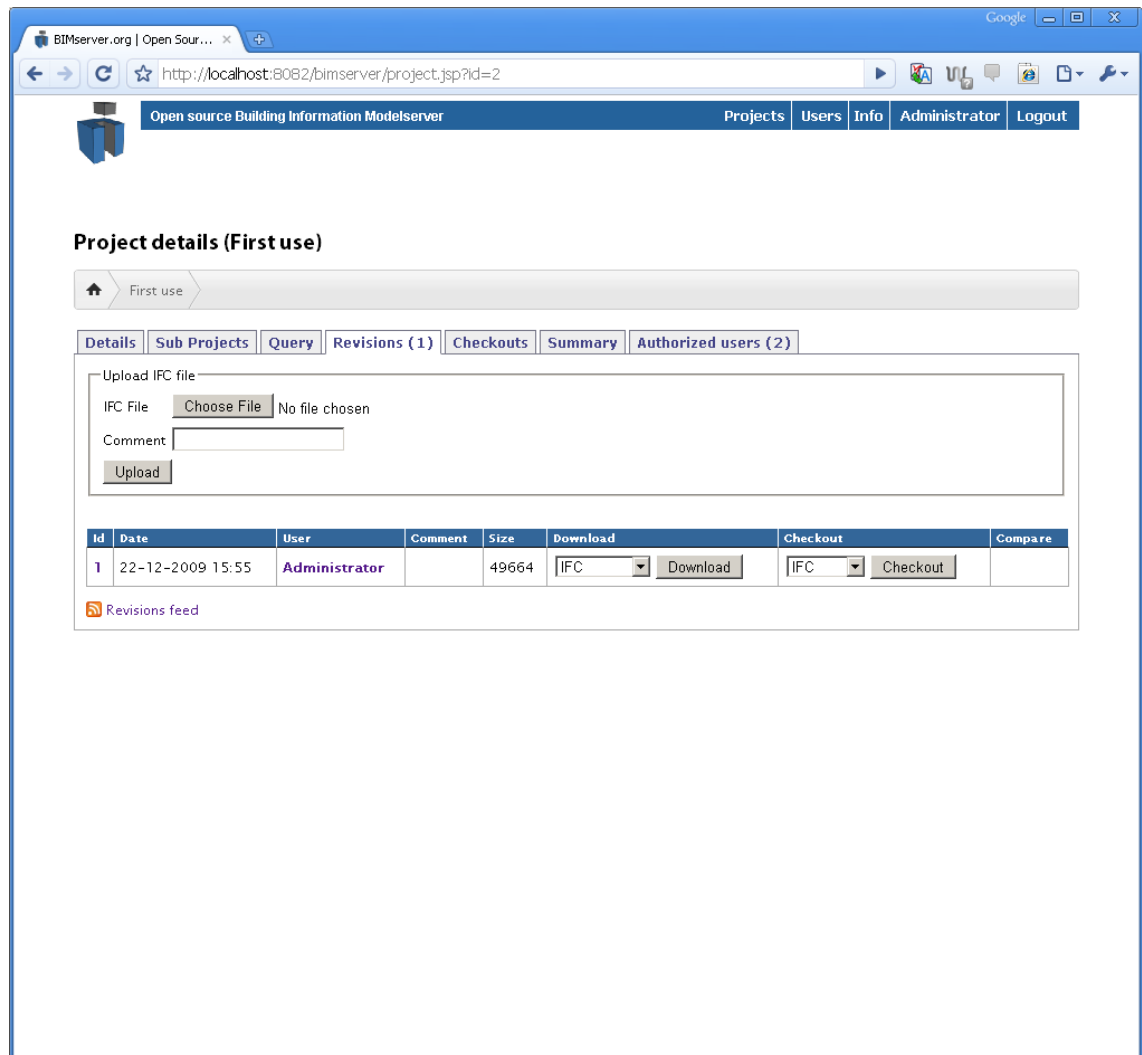 Google
BIMserver.org | Open Sour...
http://localhost:8082/bimserver/project.jsp?id=2
Open source Building Information Modelserver Projects Users Info Administrator Logout
Project details (First use)
First use
Details Sub Projects Query Revisions (1) Checkouts Summary Authorized users (2)
Upload IFC file
IFC File Choose File No file chosen
Comment
Upload
Id Date User Comment Size Download Checkout Compare
1 22-12-2009 15:55 Administrator 49664 IFC Download IFC Checkout
Revisions feed